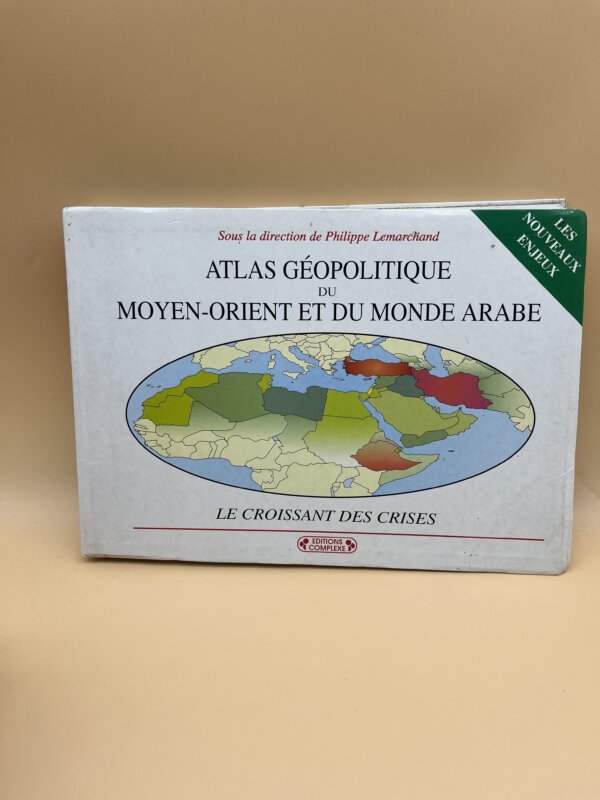 Sous la direction de Philippe Lemarchand
LES
NOUVEAUX
ENJEUX
ATLAS GÉOPOLITIQUE
DU
MOYEN-ORIENT ET DU MONDE ARABE
LE CROISSANT DES CRISES
EDITIONS
COMPLEXE